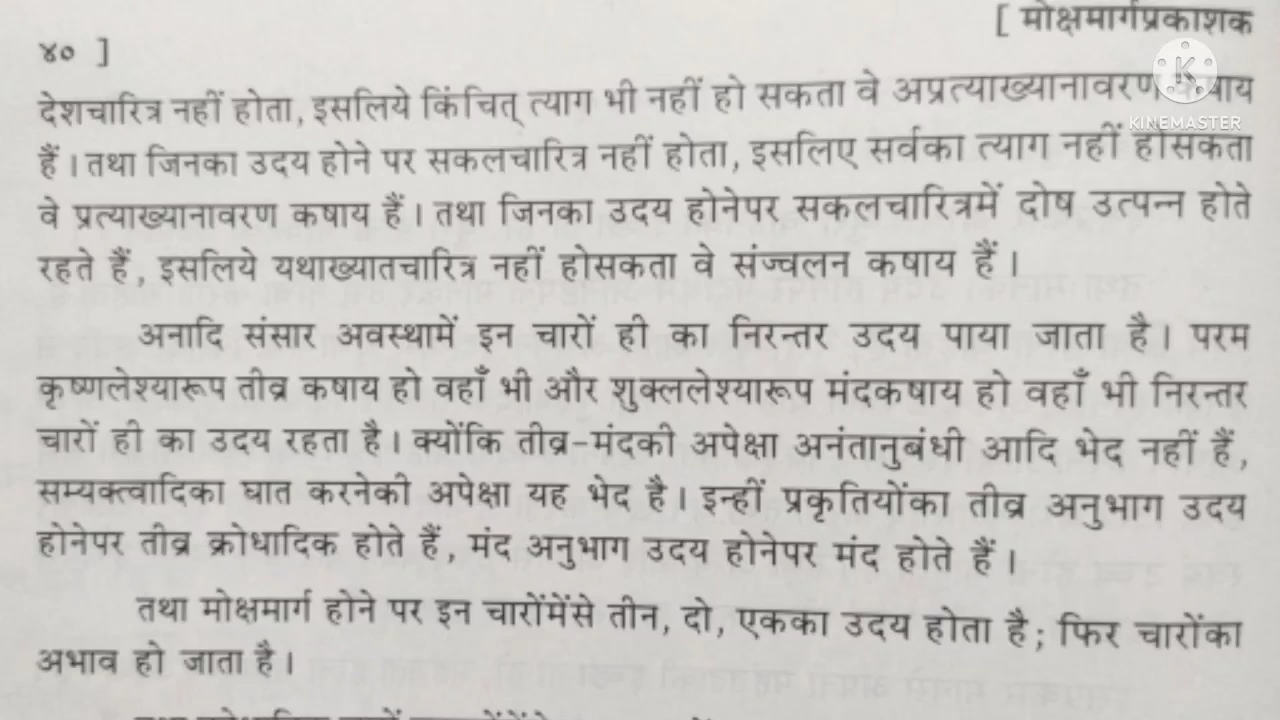 [ मोक्षमार्गप्रकाशक
४० ]
देशचारित्र नहीं होता, इसलिये किंचित् त्याग भी नहीं हो सकता वे अप्रत्याख्यानावरण कषाय
हैं। तथा जिनका उदय होने पर सकलचारित्र नहीं होता, इसलिए सर्वका त्याग नहीं होसकता
वे प्रत्याख्यानावरण कषाय हैं। तथा जिनका उदय होनेपर सकलचारित्रमें दोष उत्पन्न होते
रहते हैं, इसलिये यथाख्यातचारित्र नहीं होसकता वे संज्वलन कषाय हैं।
अनादि संसार अवस्थामें इन चारों ही का निरन्तर उदय पाया जाता है। परम
कृष्णलेश्यारूप तीव्र कषाय हो वहाँ भी और शुक्ललेश्यारूप मंदकषाय हो वहाँ भी निरन्तर
चारों ही का उदय रहता है। क्योंकि तीव्र-मंदकी अपेक्षा अनंतानुबंधी आदि भेद नहीं हैं,
सम्यक्त्वादिका घात करनेकी अपेक्षा यह भेद है। इन्हीं प्रकृतियोंका तीव्र अनुभाग उदय
होनेपर तीव्र क्रोधादिक होते हैं, मंद अनुभाग उदय होनेपर मंद होते हैं।
तथा मोक्षमार्ग होने पर इन चारोंमेंसे तीन, दो, एकका उदय होता है; फिर चारोंका
अभाव हो जाता है।
K
KINEMASTER